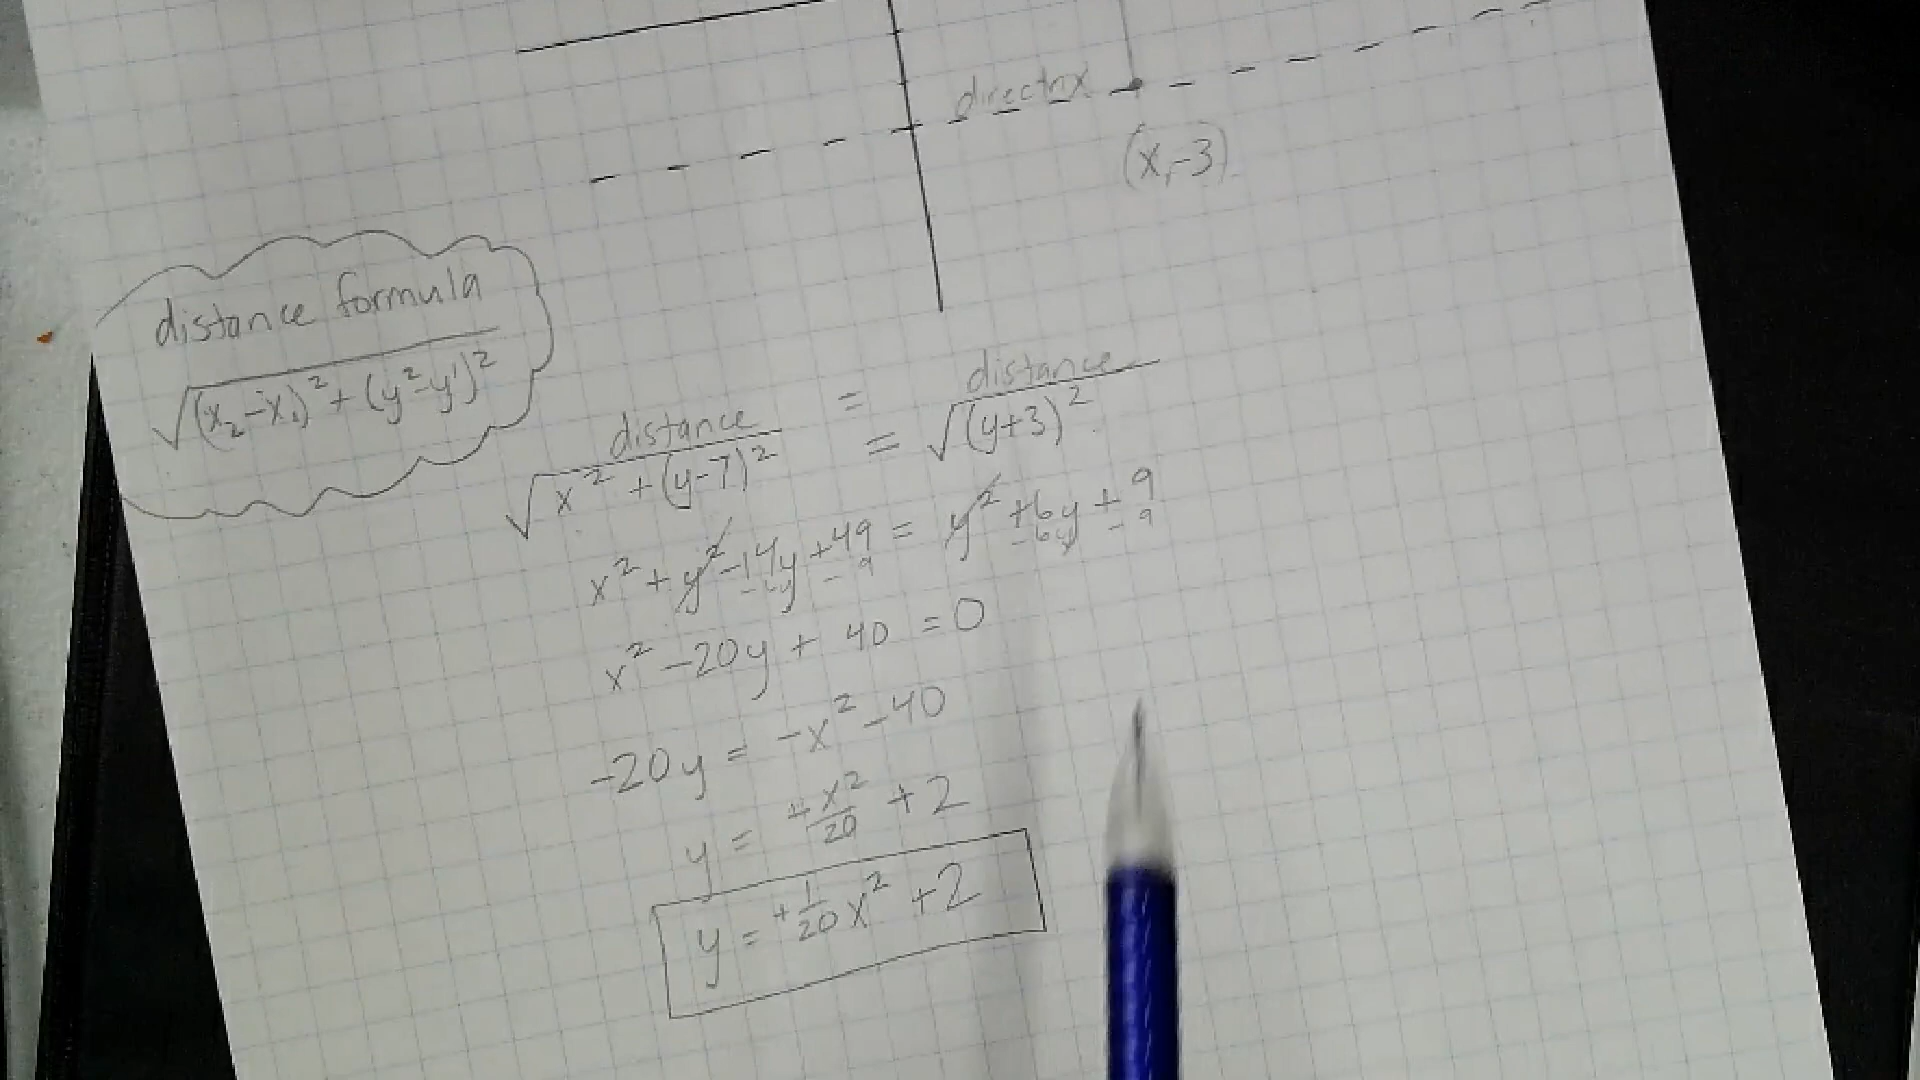 directrix
(x,-3)
distance formula
√(x₂-x₁)²+(y²-y¹)²
distance = distance
√x²+(y-7)² = √(y+3)²
x²+y²-14y+49 = y²+6y+9
-6y -9 -6y -9
x²-20y+40=0
-20y=-x²-40
y=+x²/20+2
y=+1/20x²+2